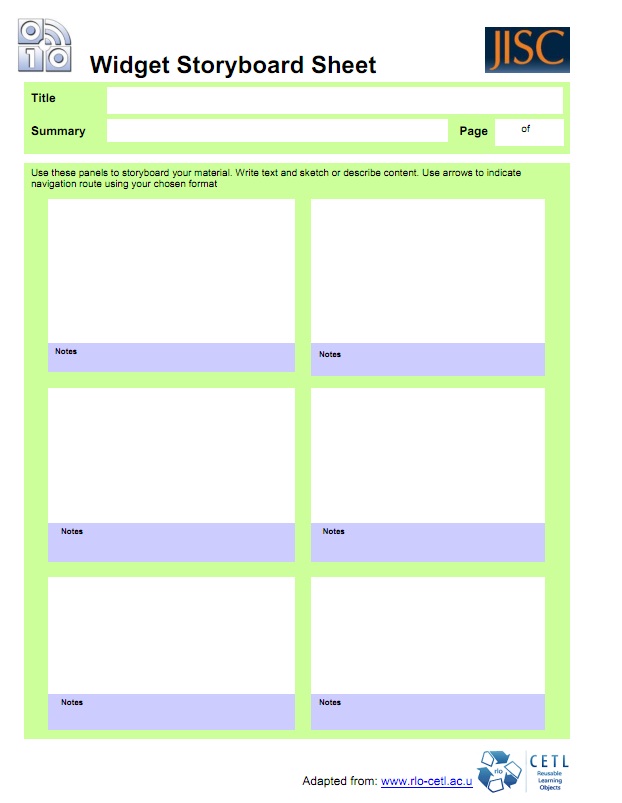 Widget Storyboard Sheet
JISC
Title
Summary
Page
of
Use these panels to storyboard your material. Write text and sketch or describe content. Use arrows to indicate
navigation route using your chosen format
Notes
Notes
Notes
Notes
Notes
Notes
Adapted from: www.rlo-cetl.ac.u
rlo
CETL
Reusable
Learning
Objects